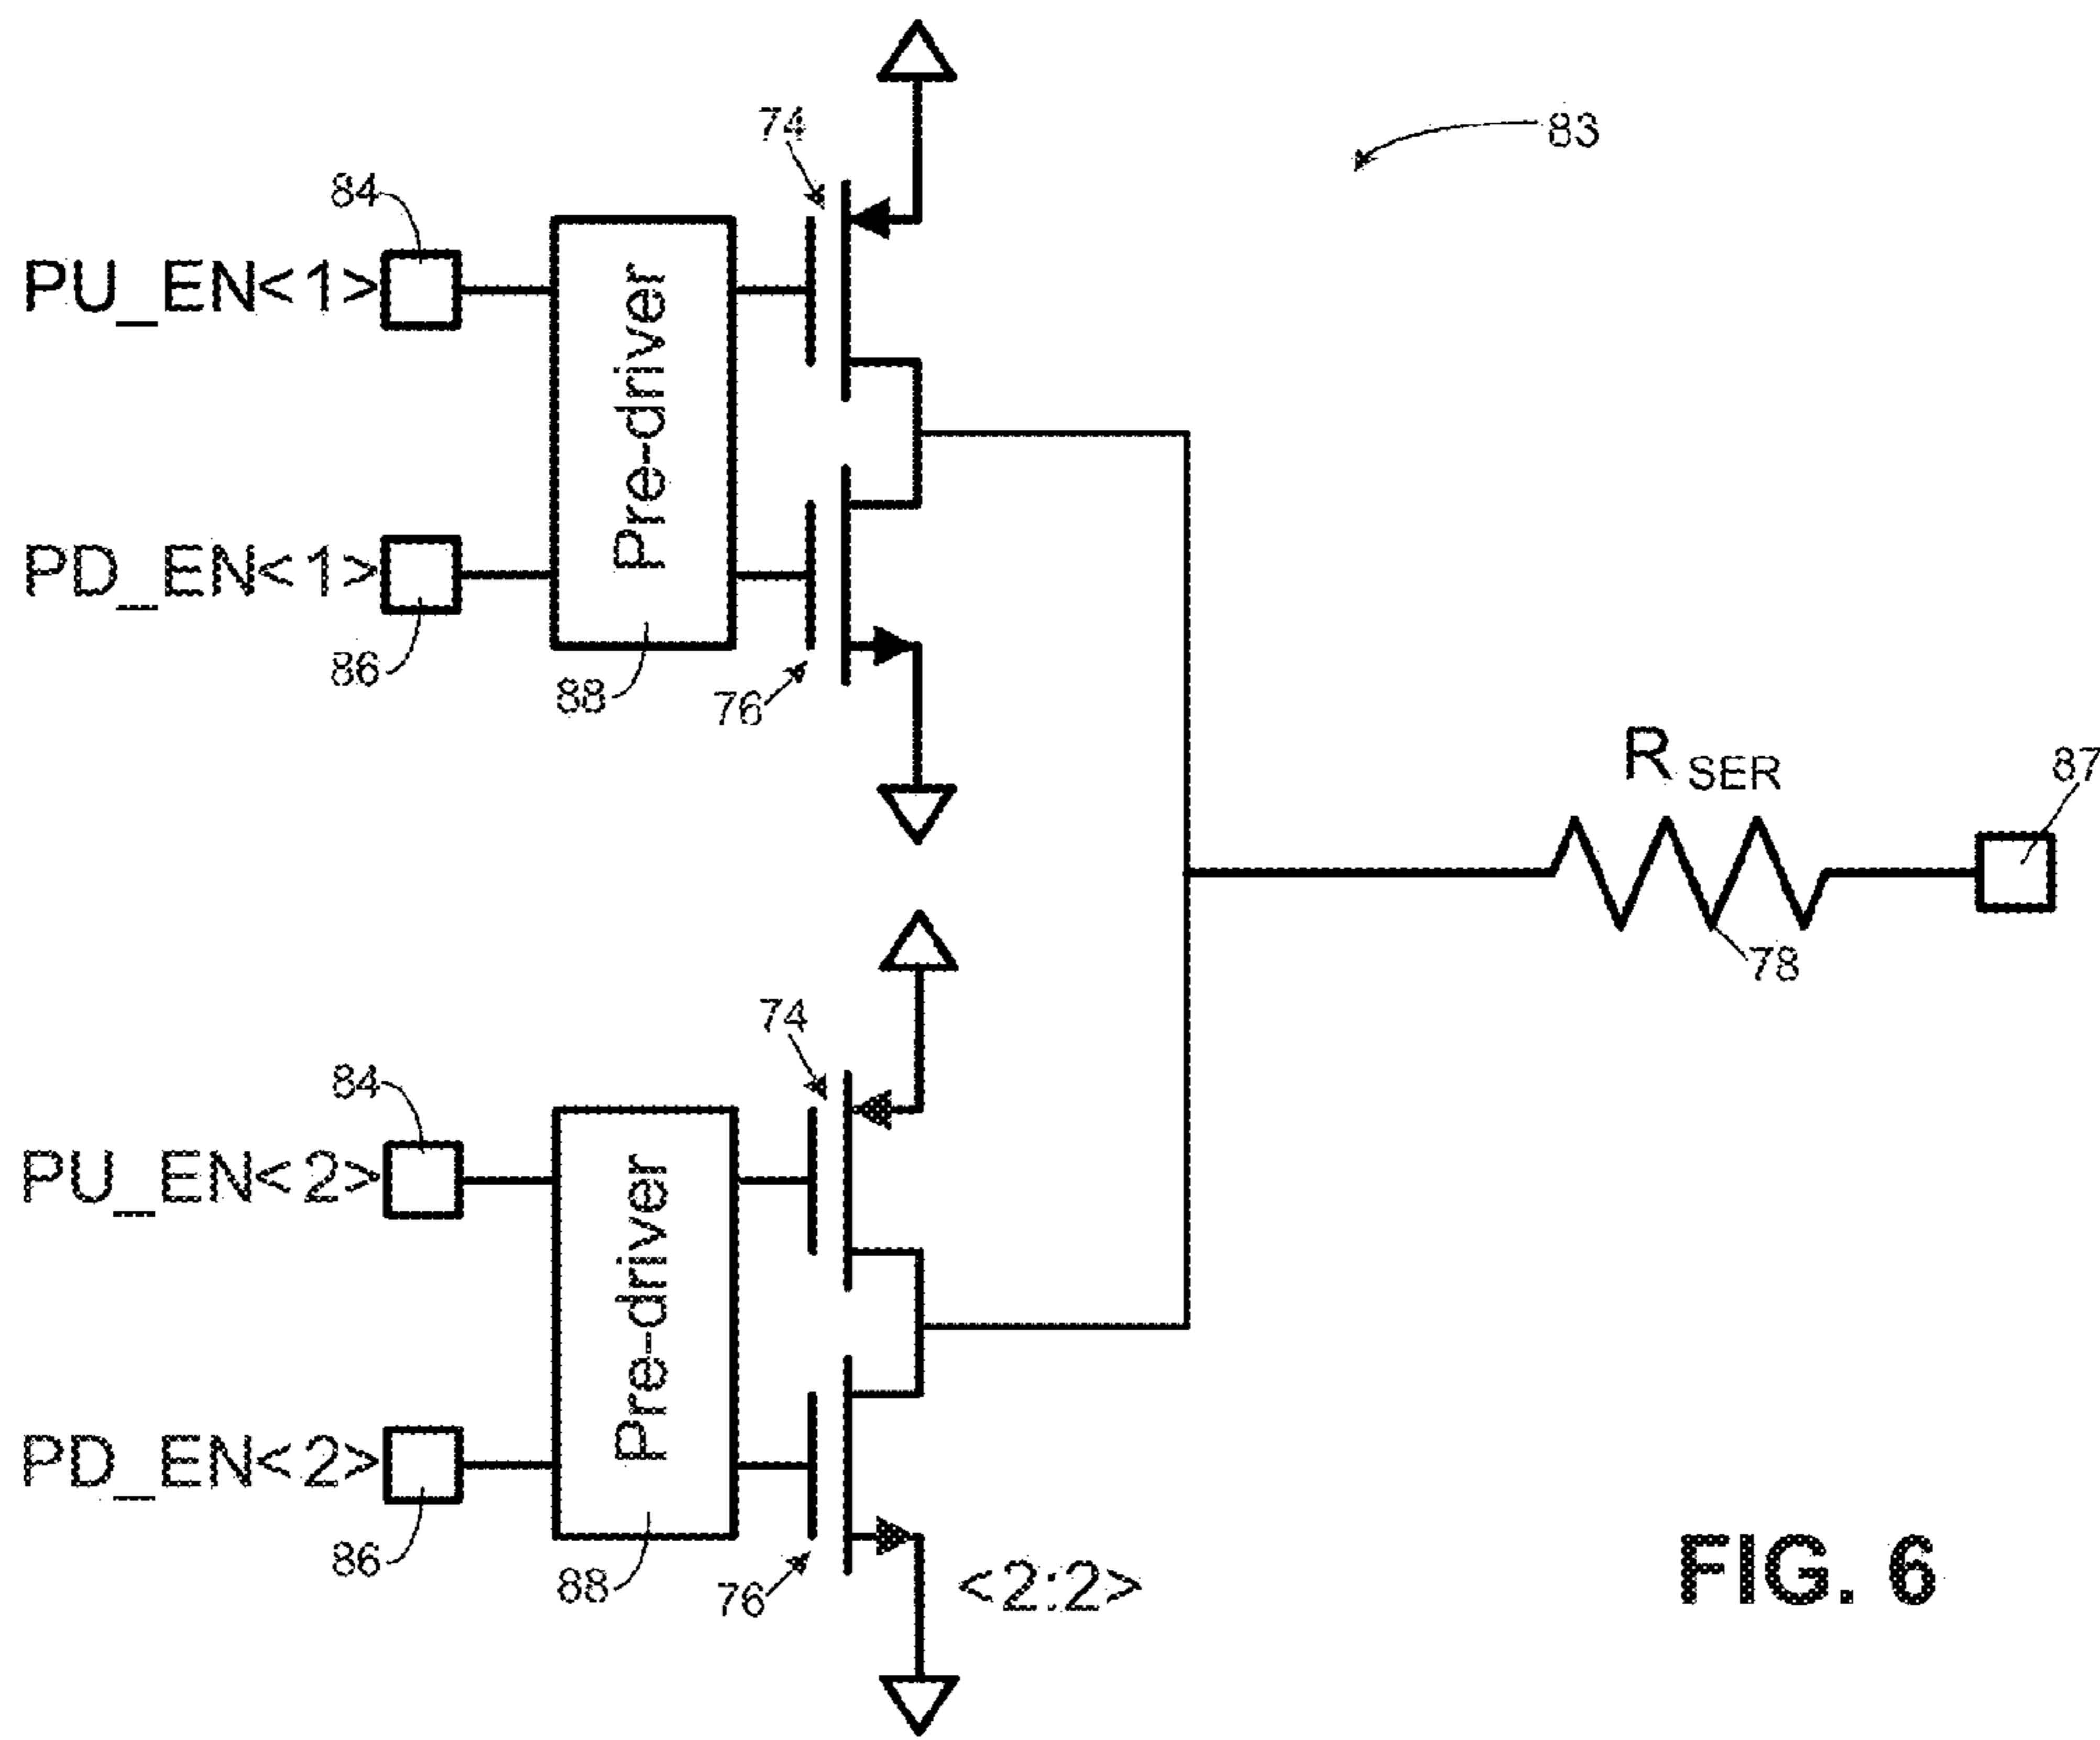 83
74
84
PU_EN<1>
Pre-driver
PD_EN<1>
86
88
76
R SER
87
78
74
84
PU_EN<2>
Pre-driver
PD_EN<2>
86
88
76
<2:2>
FIG. 6